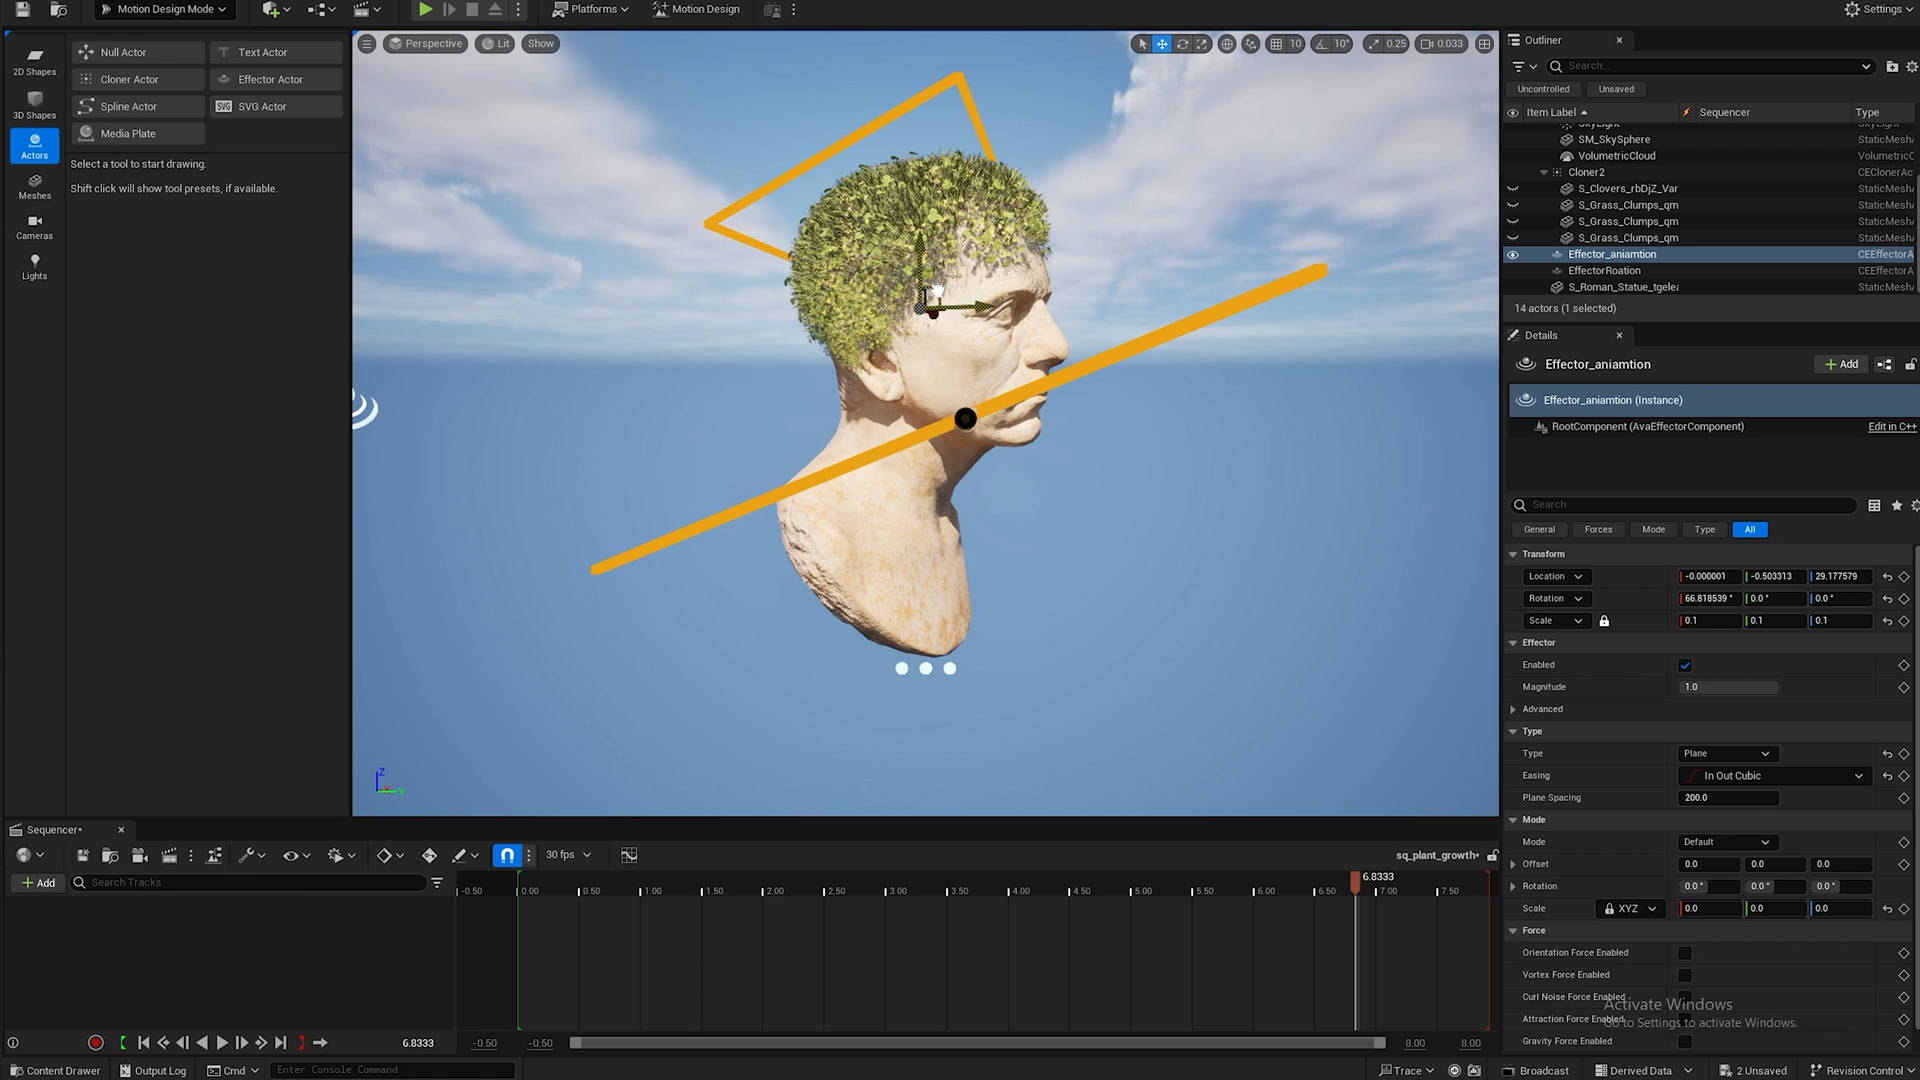 Motion Design Mode
Platforms
Motion Design
Settings
2D Shapes
3D Shapes
Actors
Meshes
Cameras
Lights
Null Actor
Text Actor
Cloner Actor
Effector Actor
Spline Actor
SVG
SVG Actor
Media Plate
Select a tool to start drawing.
Shift click will show tool presets, if available.
Perspective
Lit
Show
10
10°
0.25
0.033
Z
Y
Outliner
Search...
Uncontrolled
Unsaved
Item Label
Sequencer
Type
SkyLight
SM_SkySphere
StaticMesh
VolumetricCloud
VolumetricC
Cloner2
CEClonerAc
S_Clovers_rbDjZ_Var
StaticMesh
S_Grass_Clumps_qm
StaticMesh
S_Grass_Clumps_qm
StaticMesh
S_Grass_Clumps_qm
StaticMesh
Effector_aniamtion
CEEffectorA
EffectorRoation
CEEffectorA
S_Roman_Statue_tgele
StaticMesh
14 actors (1 selected)
Details
Effector_aniamtion
Add
Effector_aniamtion (Instance)
RootComponent (AvaEffectorComponent)
Edit in C++
Search
General
Forces
Mode
Type
All
Transform
Location
-0.000001
-0.503313
29.177579
Rotation
66.818539 °
0.0 °
0.0 °
Scale
0.1
0.1
0.1
Effector
Enabled
Magnitude
1.0
Advanced
Type
Type
Plane
Easing
In Out Cubic
Plane Spacing
200.0
Mode
Mode
Default
Offset
0.0
0.0
0.0
Rotation
0.0 °
0.0 °
0.0 °
Scale
XYZ
0.0
0.0
0.0
Force
Orientation Force Enabled
Vortex Force Enabled
Curl Noise Force Enabled
Attraction Force Enabled
Gravity Force Enabled
Activate Windows
Go to Settings to activate Windows.
Sequencer*
30 fps
sq_plant_growth*
Add
Search Tracks
-0.50
0.00
0.50
1.00
1.50
2.00
2.50
3.00
3.50
4.00
4.50
5.00
5.50
6.00
6.50
6.8333
7.00
7.50
6.8333
-0.50
-0.50
8.00
8.00
Content Drawer
Output Log
Cmd
Enter Console Command
Trace
Broadcast
Derived Data
2 Unsaved
Revision Control